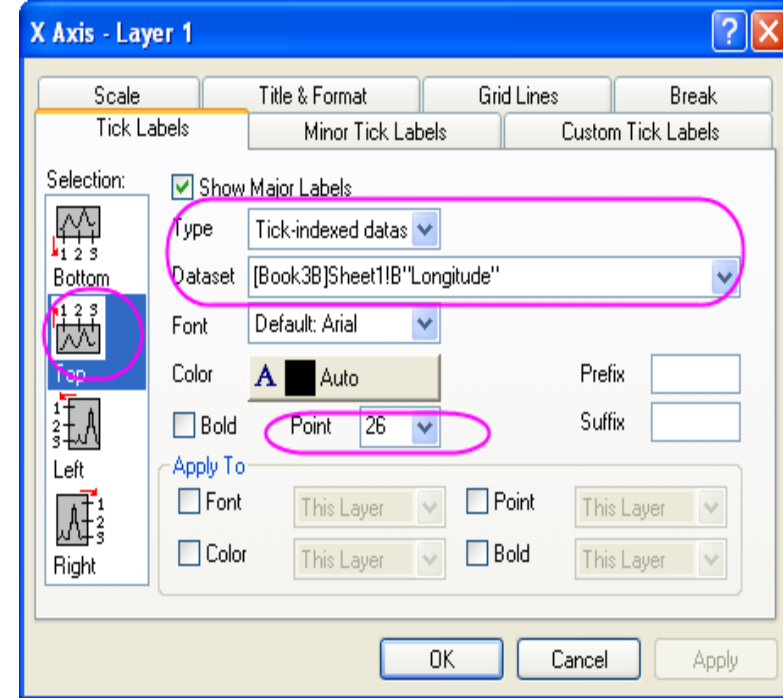 X Axis - Layer 1
Scale Title & Format Grid Lines Break
Tick Labels Minor Tick Labels Custom Tick Labels
Selection:
1 2 3
Bottom
1 2 3
Top
1
2
3
Left
1
2
3
Right
Show Major Labels
Type Tick-indexed datas
Dataset [Book3B]Sheet1!B"Longitude"
Font Default: Arial
Color A Auto Prefix
Bold Point 26 Suffix
Apply To
Font This Layer Point This Layer
Color This Layer Bold This Layer
OK Cancel Apply